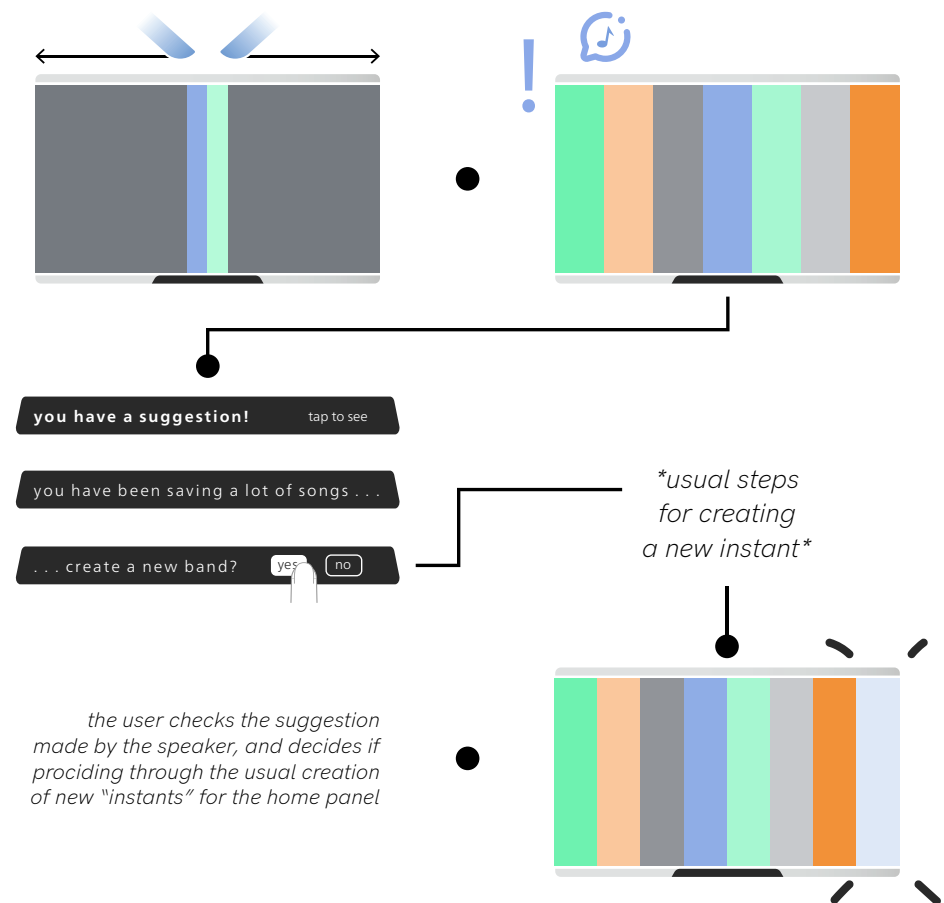 !
you have a suggestion! tap to see
you have been saving a lot of songs . . .
. . . create a new band? yes no
*usual steps
for creating
a new instant*
the user checks the suggestion
made by the speaker, and decides if
prociding through the usual creation
of new “instants” for the home panel